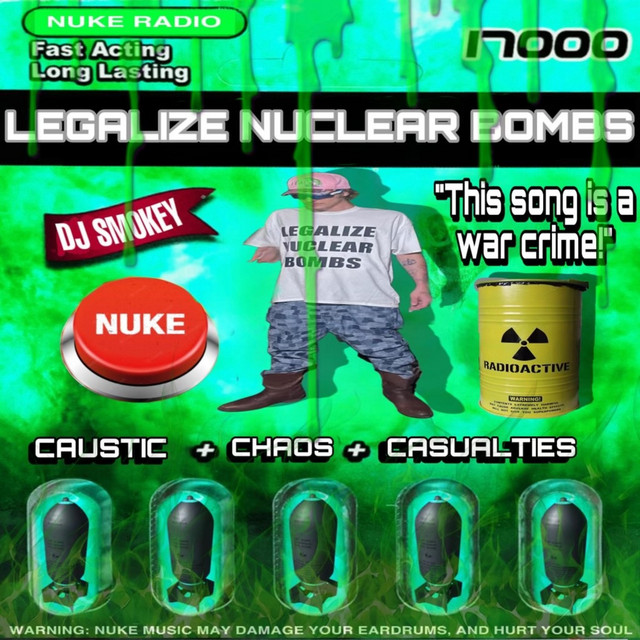 NUKE RADIO
Fast Acting
Long Lasting
17000
LEGALIZE NUCLEAR BOMBS
DJ SMOKEY
LEGALIZE
NUCLEAR
BOMBS
"This song is a
war crime!"
NUKE
RADIOACTIVE
WARNING!
CAUSTIC + CHAOS + CASUALTIES
WARNING: NUKE MUSIC MAY DAMAGE YOUR EARDRUMS, AND HURT YOUR SOUL